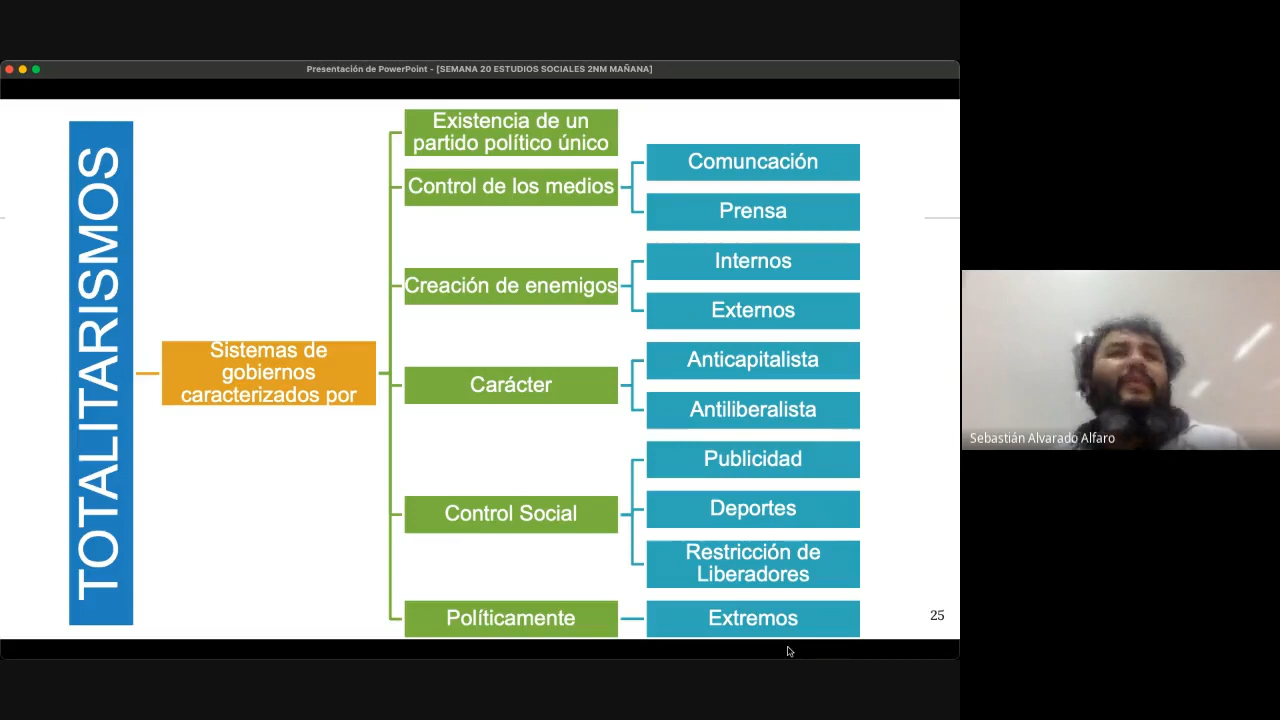 Presentación de PowerPoint - [SEMANA 20 ESTUDIOS SOCIALES 2NM MAÑANA]
TOTALITARISMOS
Sistemas de
gobiernos
caracterizados por
Existencia de un
partido político único
Control de los medios
Comuncación
Prensa
Creación de enemigos
Internos
Externos
Carácter
Anticapitalista
Antiliberalista
Control Social
Publicidad
Deportes
Restricción de
Liberadores
Políticamente
Extremos
25
Sebastián Alvarado Alfaro